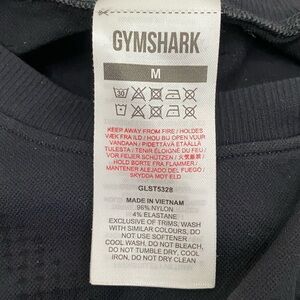 GYMSHARK
M
30
KEEP AWAY FROM FIRE / HOLDES
VÆK FRA ILD / HOU BIJ OPEN VUUR
VANDAAN / PIDETTÄVÄ ETÄÄLLÄ
TULESTA / TENIR ÉLOIGNÉ DU FEU /
VOR FEUER SCHÜTZEN /
HOLD BORTE FRA FLAMMER /
MANTENER ALEJADO DEL FUEGO /
SKYDDA MOT ELD
GLST5328
MADE IN VIETNAM
96% NYLON
4% ELASTANE
EXCLUSIVE OF TRIMS, WASH
WITH SIMILAR COLOURS, DO
NOT USE SOFTENER
COOL WASH, DO NOT BLEACH,
DO NOT TUMBLE DRY, COOL
IRON, DO NOT DRY CLEAN